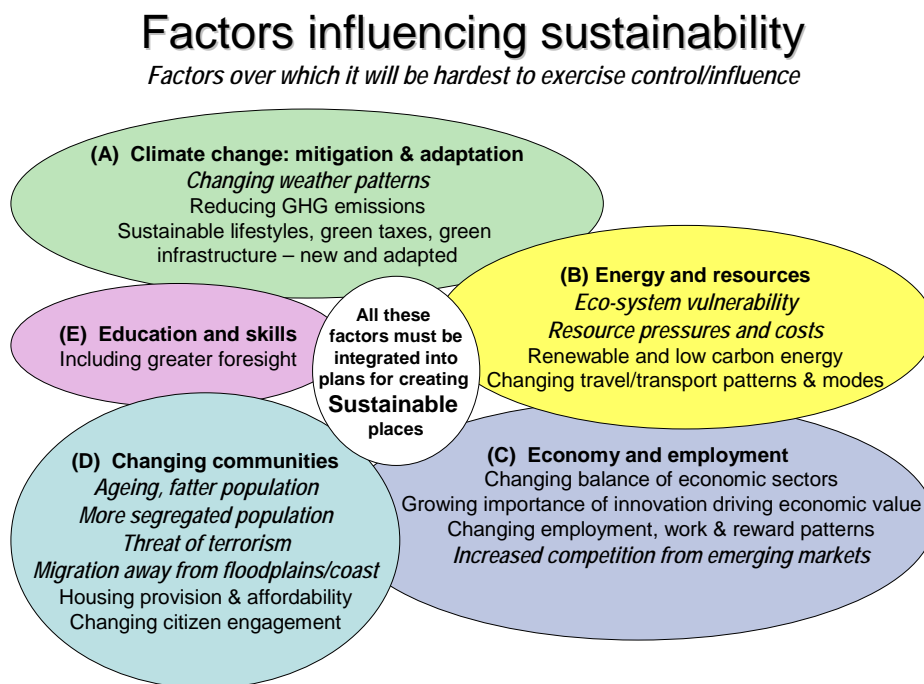 Factors influencing sustainability
Factors over which it will be hardest to exercise control/influence
(A) Climate change: mitigation & adaptation
Changing weather patterns
Reducing GHG emissions
Sustainable lifestyles, green taxes, green
infrastructure – new and adapted
(B) Energy and resources
Eco-system vulnerability
Resource pressures and costs
Renewable and low carbon energy
Changing travel/transport patterns & modes
(E) Education and skills
Including greater foresight
All these
factors must be
integrated into
plans for creating
Sustainable
places
(D) Changing communities
Ageing, fatter population
More segregated population
Threat of terrorism
Migration away from floodplains/coast
Housing provision & affordability
Changing citizen engagement
(C) Economy and employment
Changing balance of economic sectors
Growing importance of innovation driving economic value
Changing employment, work & reward patterns
Increased competition from emerging markets